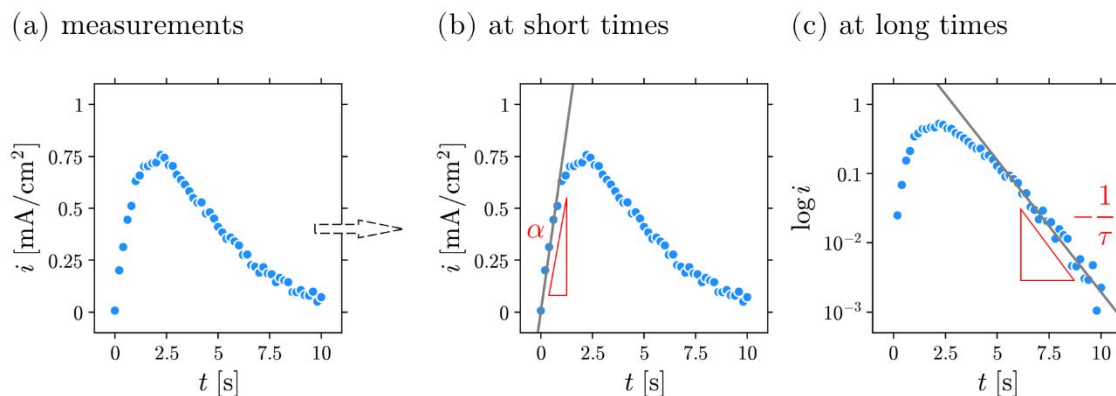 (a) measurements
1
0.75
0.5
0.25
0
i [mA/cm²]
0
2.5
5
7.5
10
t [s]
(b) at short times
1
0.75
0.5
0.25
0
i [mA/cm²]
α
0
2.5
5
7.5
10
t [s]
(c) at long times
1
0.1
10⁻²
10⁻³
log i
−1/τ
0
2.5
5
7.5
10
t [s]